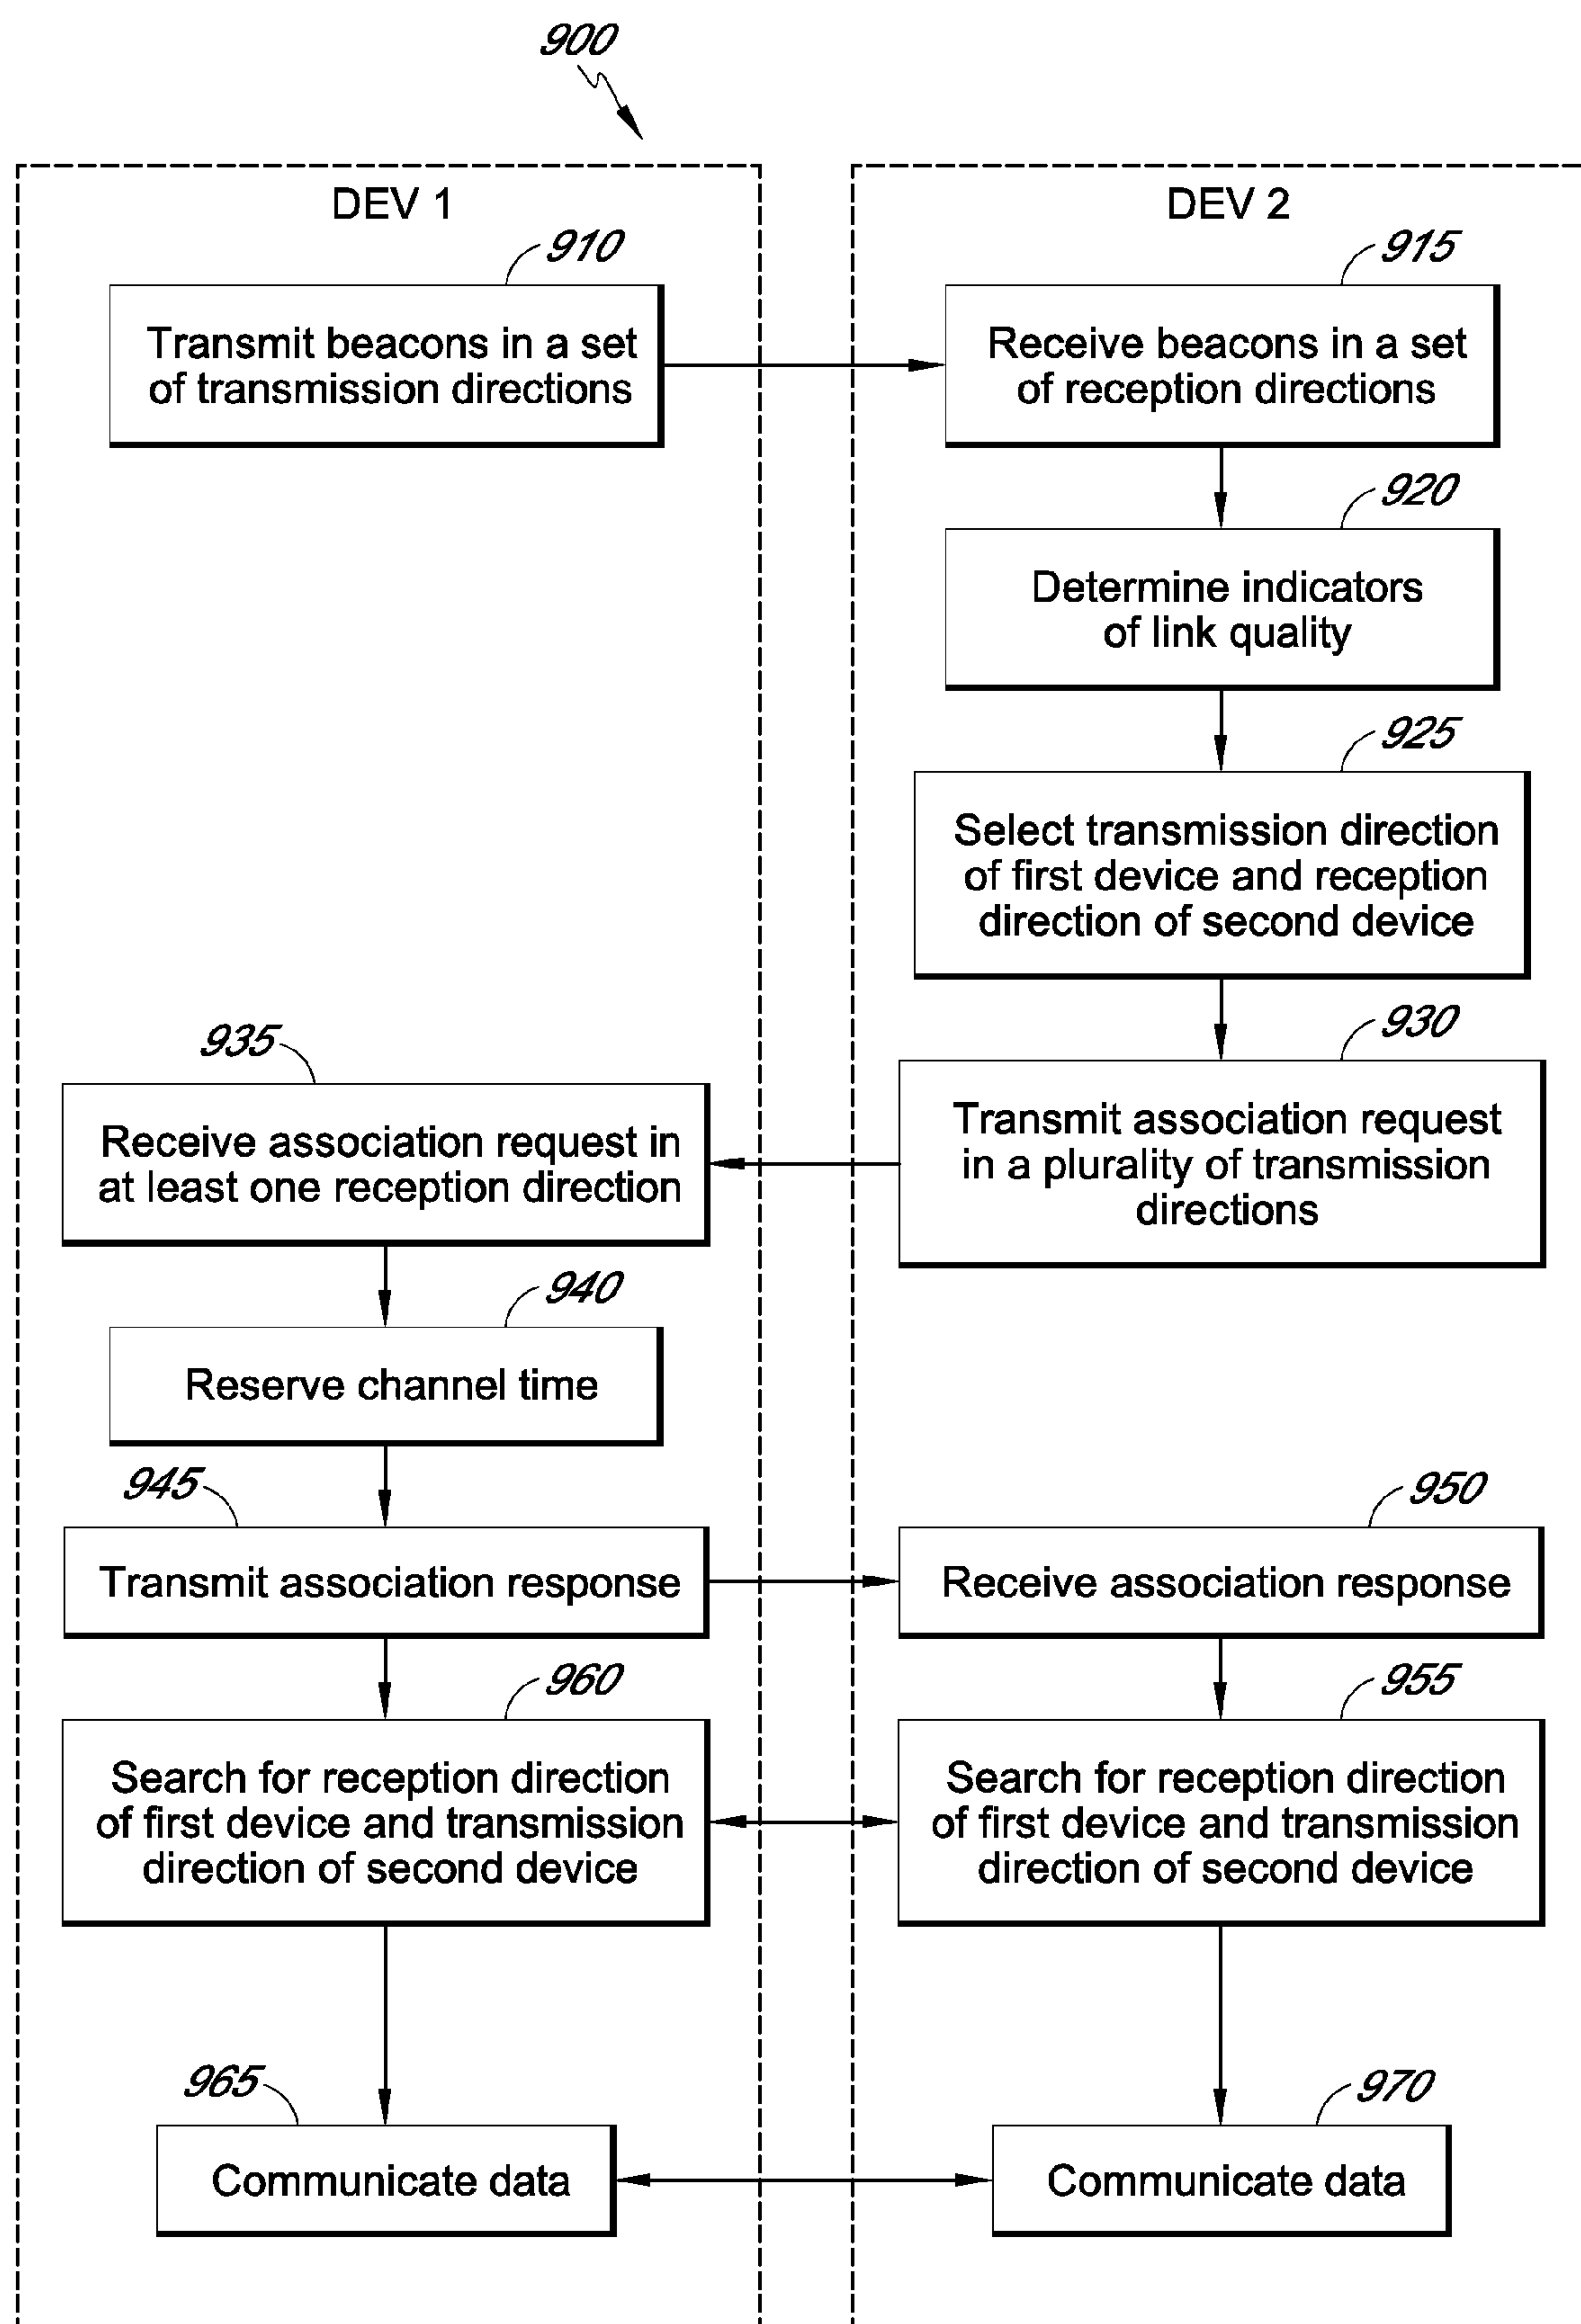 900
DEV 1
DEV 2
910
Transmit beacons in a set
of transmission directions
915
Receive beacons in a set
of reception directions
920
Determine indicators
of link quality
925
Select transmission direction
of first device and reception
direction of second device
930
Transmit association request
in a plurality of transmission
directions
935
Receive association request in
at least one reception direction
940
Reserve channel time
945
Transmit association response
950
Receive association response
960
Search for reception direction
of first device and transmission
direction of second device
955
Search for reception direction
of first device and transmission
direction of second device
965
Communicate data
970
Communicate data